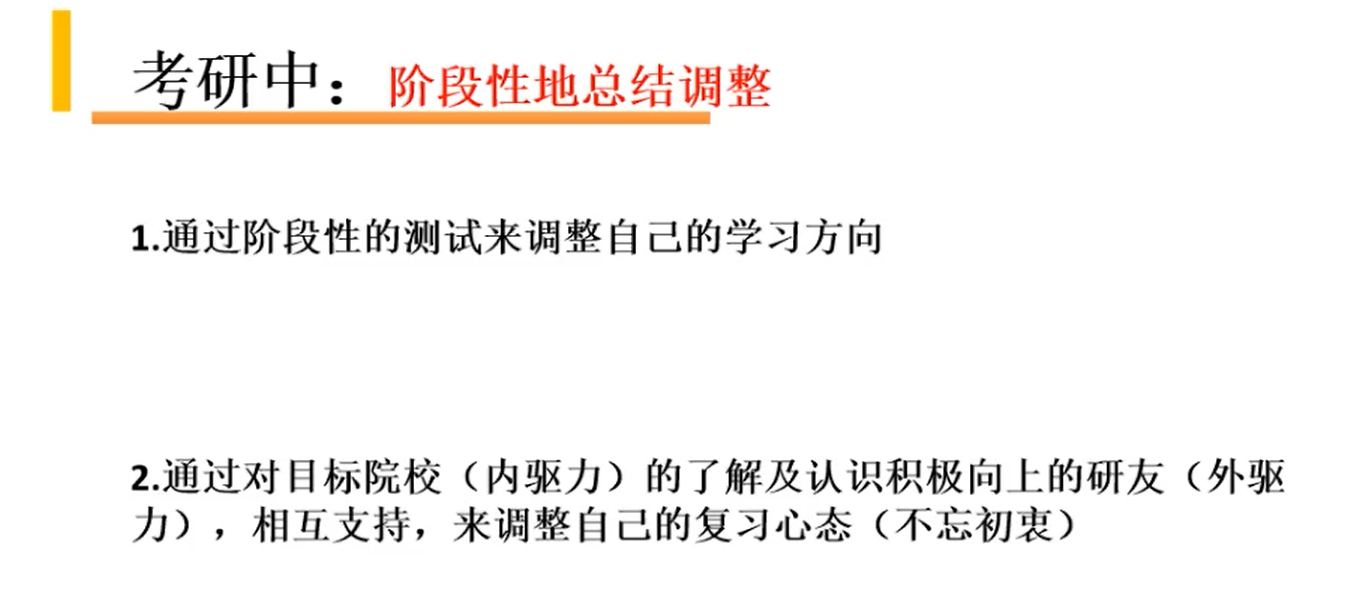 考研中：阶段性地总结调整
1.通过阶段性的测试来调整自己的学习方向
2.通过对目标院校（内驱力）的了解及认识积极向上的研友（外驱
力），相互支持，来调整自己的复习心态（不忘初衷）